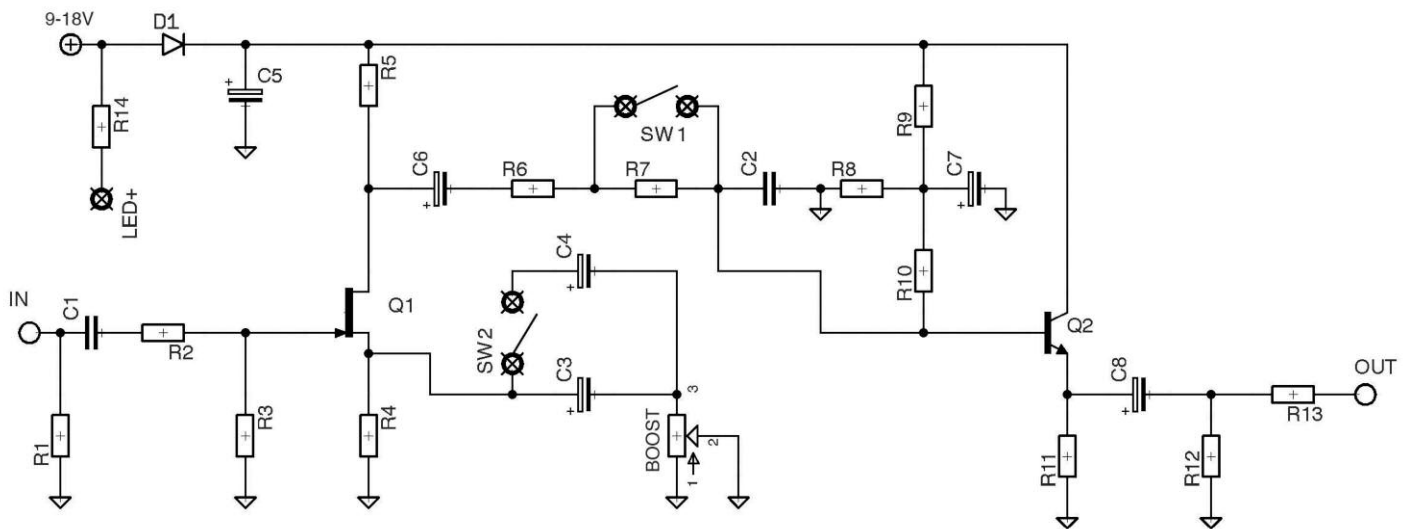 9-18V
D1
C5
R5
R14
LED+
SW1
R9
C6
R6
R7
C2
R8
C7
C4
R10
IN
C1
R2
Q1
SW2
C3
3
Q2
C8
OUT
R1
R3
R4
BOOST
2
1
R11
R12
R13